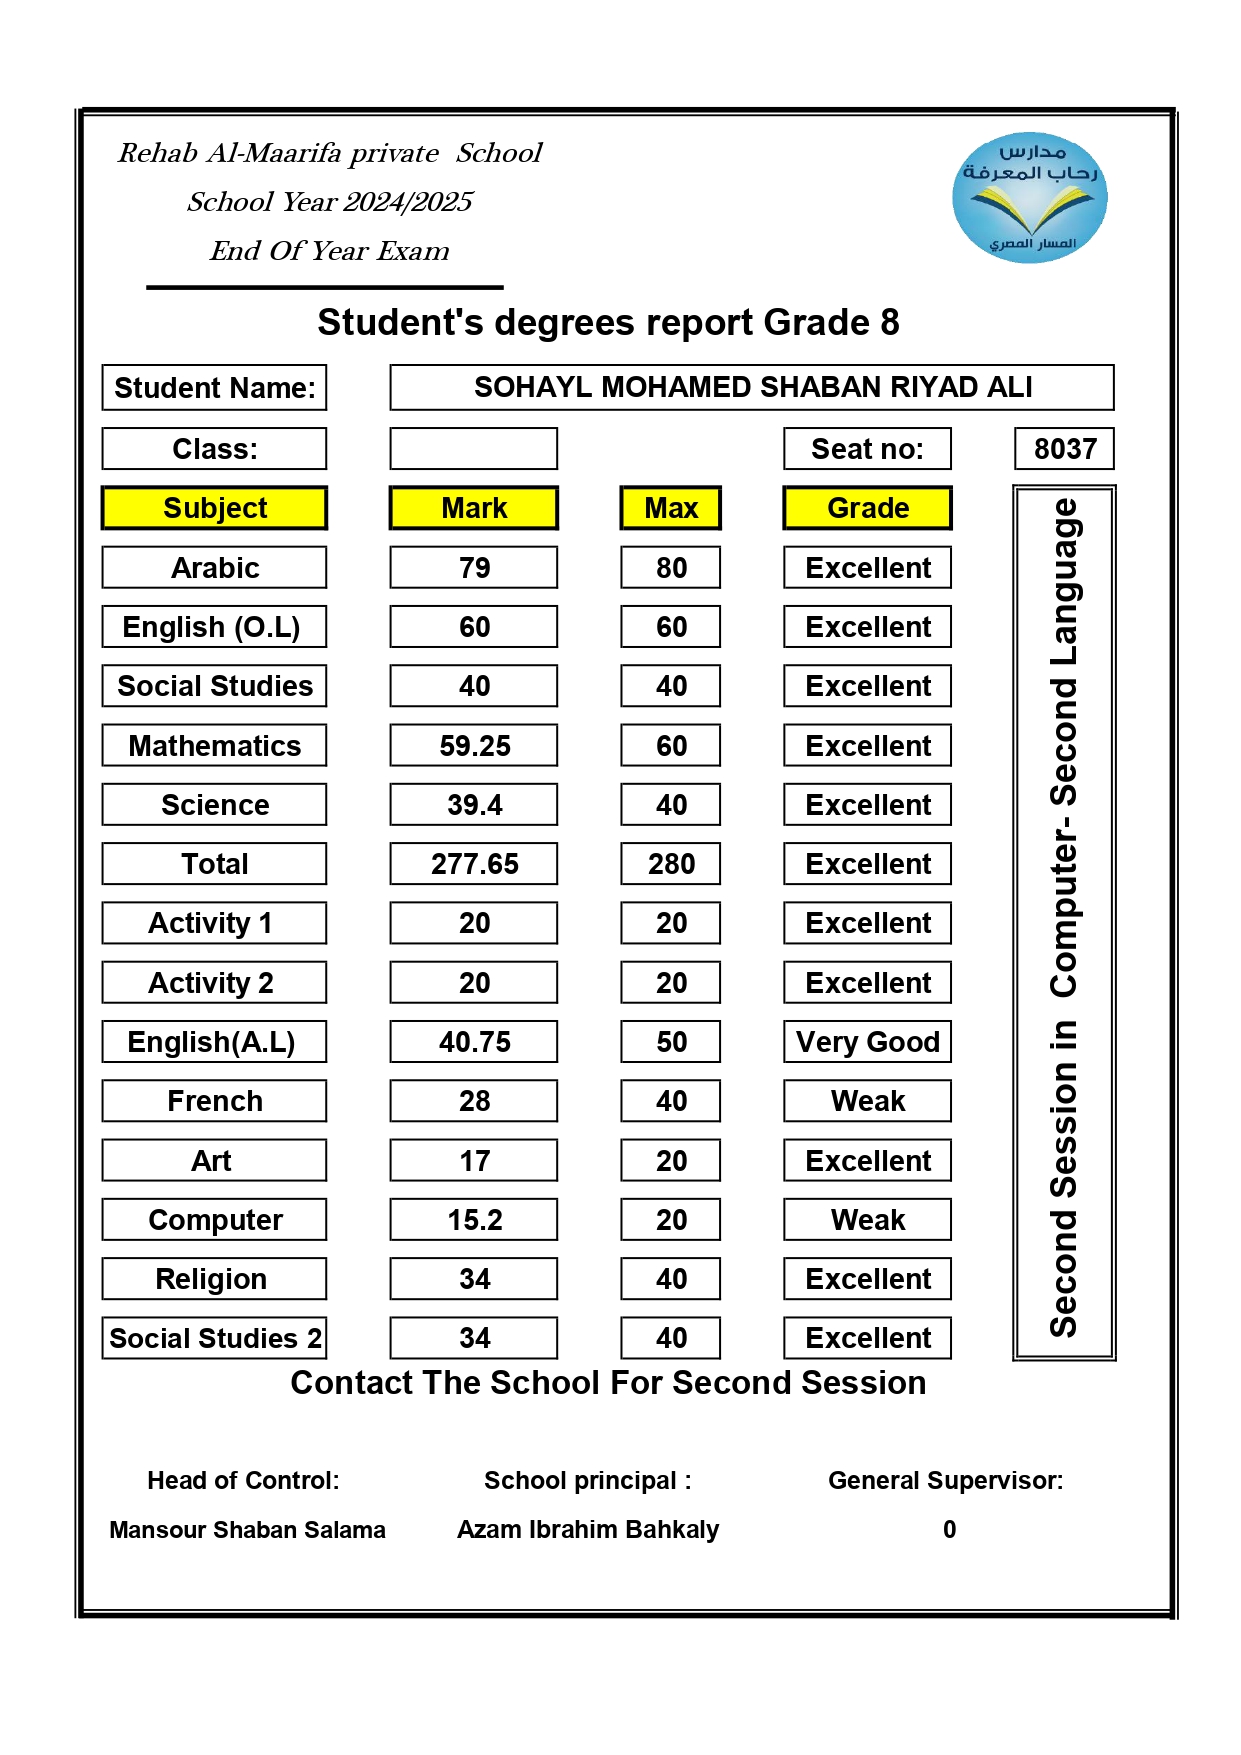 Rehab Al-Maarifa private School
School Year 2024/2025
End Of Year Exam
مدارس
رحاب المعرفة
المسار المصري
Student's degrees report Grade 8
Student Name: SOHAYL MOHAMED SHABAN RIYAD ALI
Class: Seat no: 8037
Subject Mark Max Grade
Arabic 79 80 Excellent
English (O.L) 60 60 Excellent
Social Studies 40 40 Excellent
Mathematics 59.25 60 Excellent
Science 39.4 40 Excellent
Total 277.65 280 Excellent
Activity 1 20 20 Excellent
Activity 2 20 20 Excellent
English(A.L) 40.75 50 Very Good
French 28 40 Weak
Art 17 20 Excellent
Computer 15.2 20 Weak
Religion 34 40 Excellent
Social Studies 2 34 40 Excellent
Second Session in Computer- Second Language
Contact The School For Second Session
Head of Control: School principal : General Supervisor:
Mansour Shaban Salama Azam Ibrahim Bahkaly 0